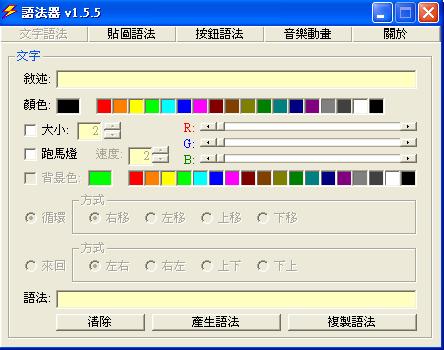 語法器 v1.5.5
文字語法 貼圖語法 按鈕語法 音樂動畫 關於
文字
敘述:
顏色:
大小: 2 R:
G:
跑馬燈 速度: 2 B:
背景色:
方式
循環 右移 左移 上移 下移
方式
來回 左右 右左 上下 下上
語法:
清除 產生語法 複製語法